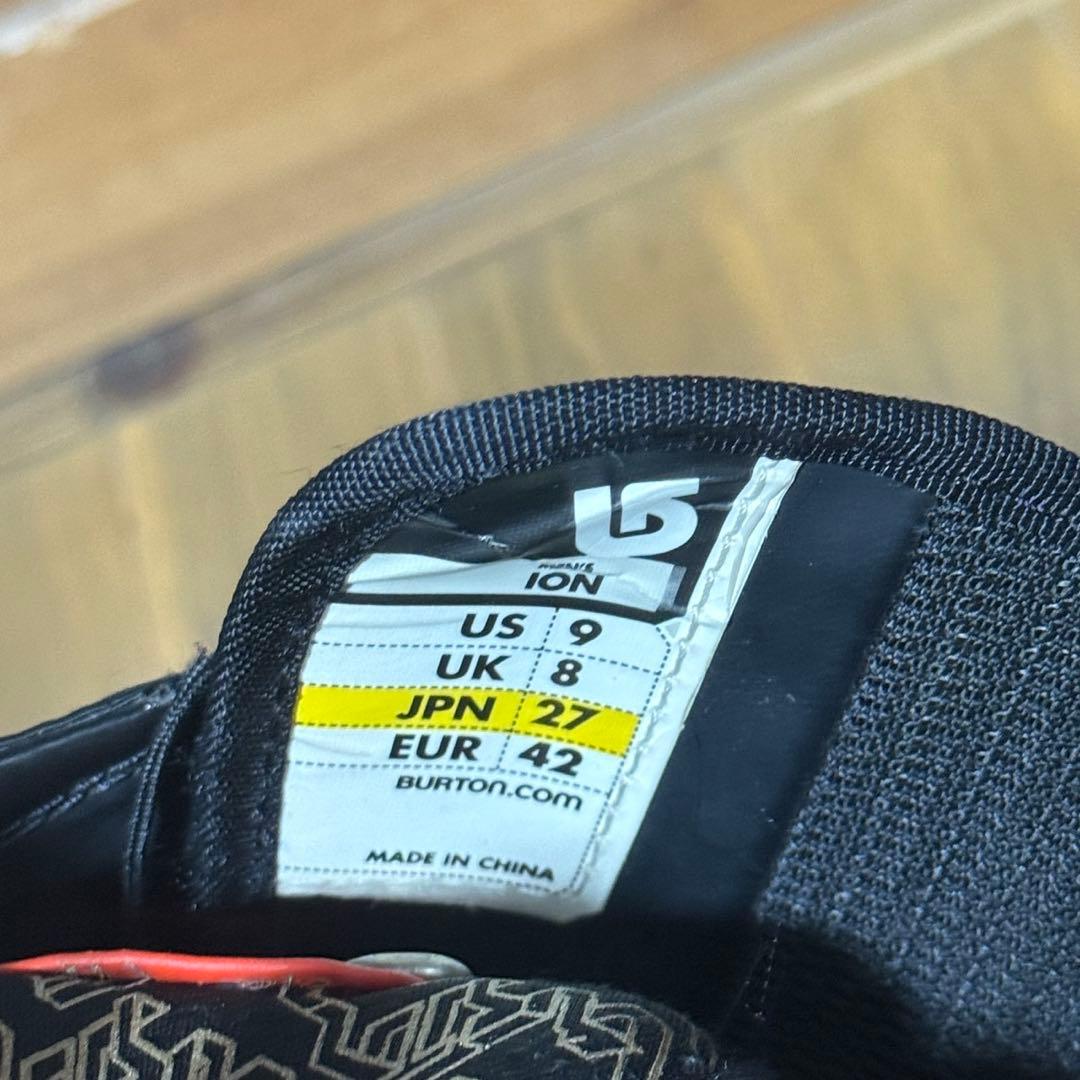 ION
US 9
UK 8
JPN 27
EUR 42
BURTON.COM
MADE IN CHINA